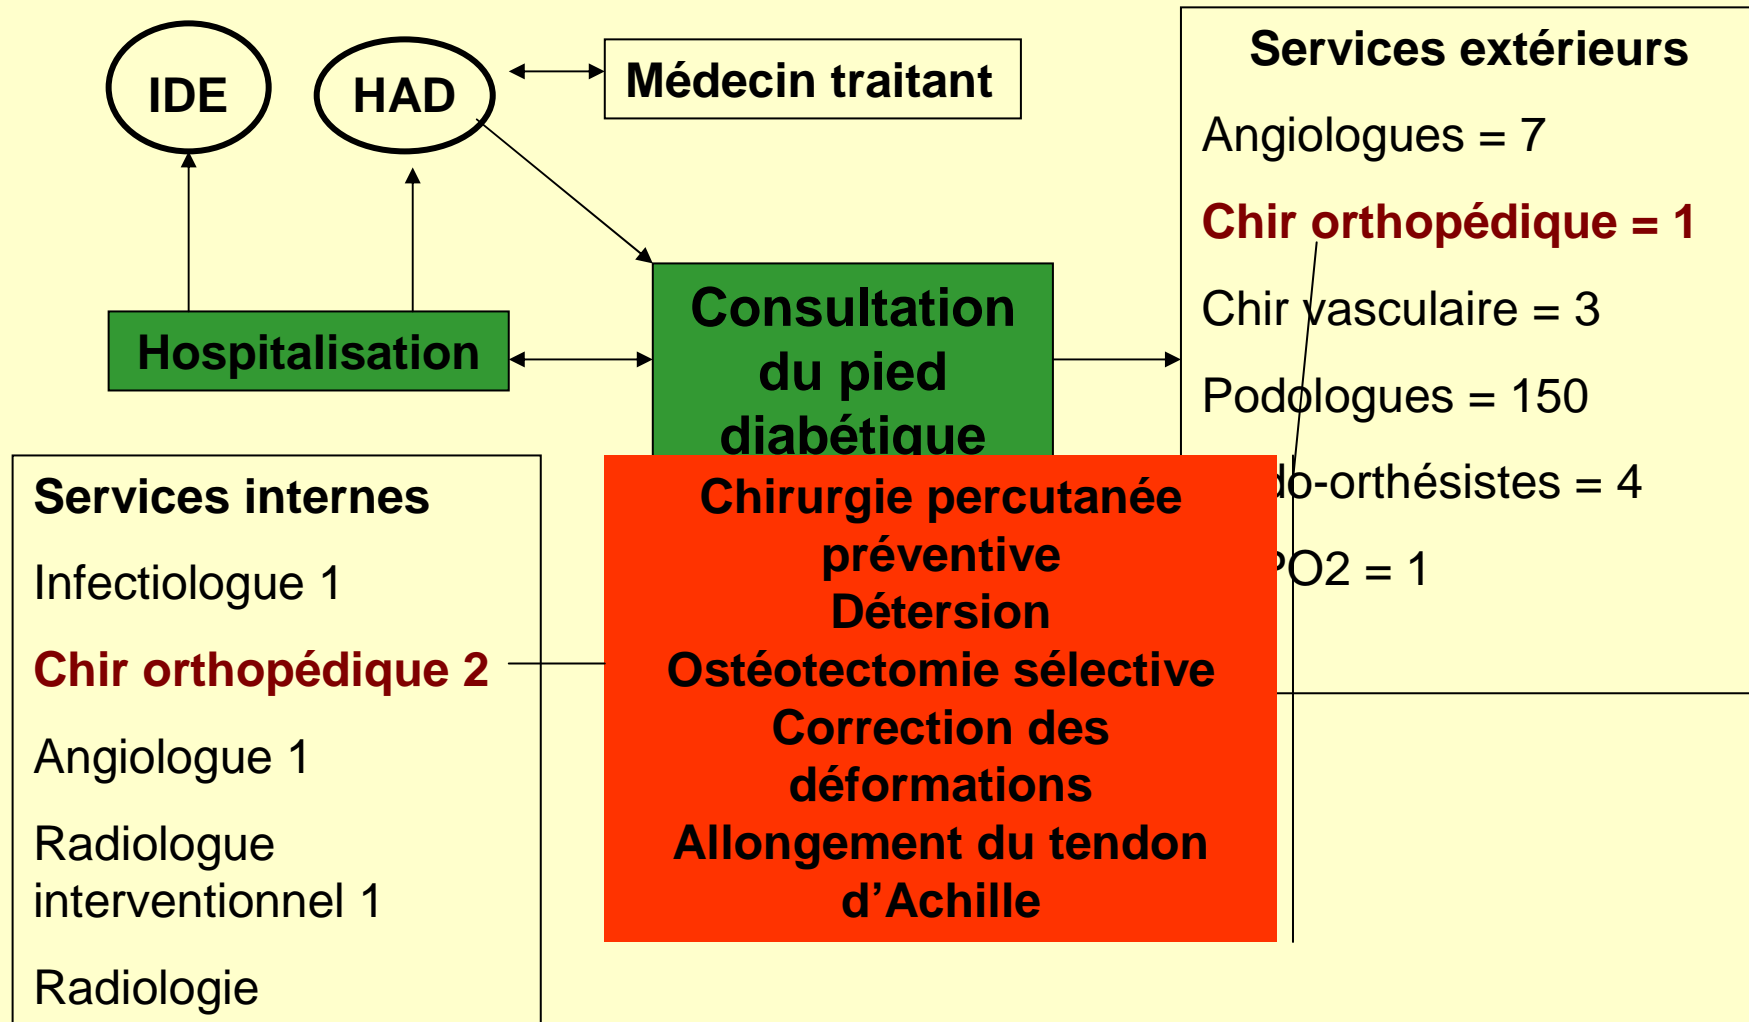 IDE
HAD
Médecin traitant
Services extérieurs
Angiologues = 7
Chir orthopédique = 1
Chir vasculaire = 3
Podologues = 150
do-orthésistes = 4
PO2 = 1
Hospitalisation
Consultation
du pied
diabétique
Services internes
Infectiologue 1
Chir orthopédique 2
Angiologue 1
Radiologue
interventionnel 1
Radiologie
Chirurgie percutanée
préventive
Détersion
Ostéotectomie sélective
Correction des
déformations
Allongement du tendon
d’Achille